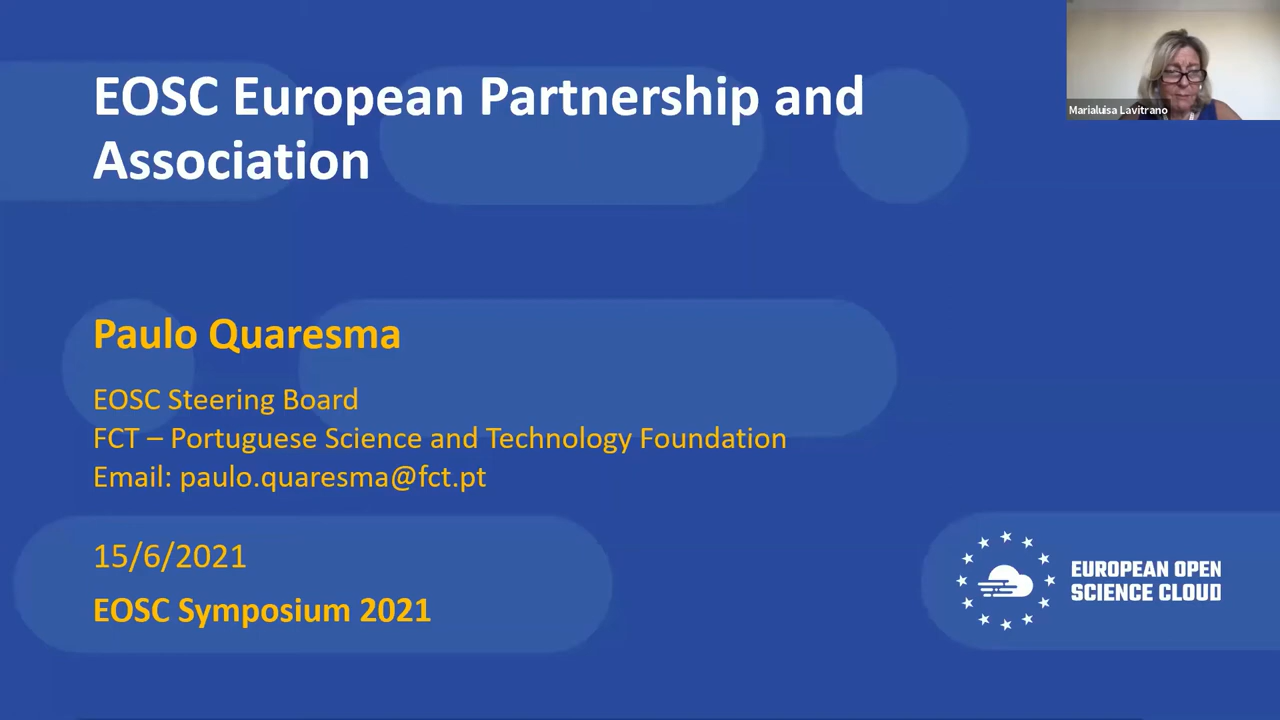 EOSC European Partnership and
Association
Marialuisa Lavitrano
Paulo Quaresma
EOSC Steering Board
FCT – Portuguese Science and Technology Foundation
Email: paulo.quaresma@fct.pt
15/6/2021
EOSC Symposium 2021
EUROPEAN OPEN
SCIENCE CLOUD